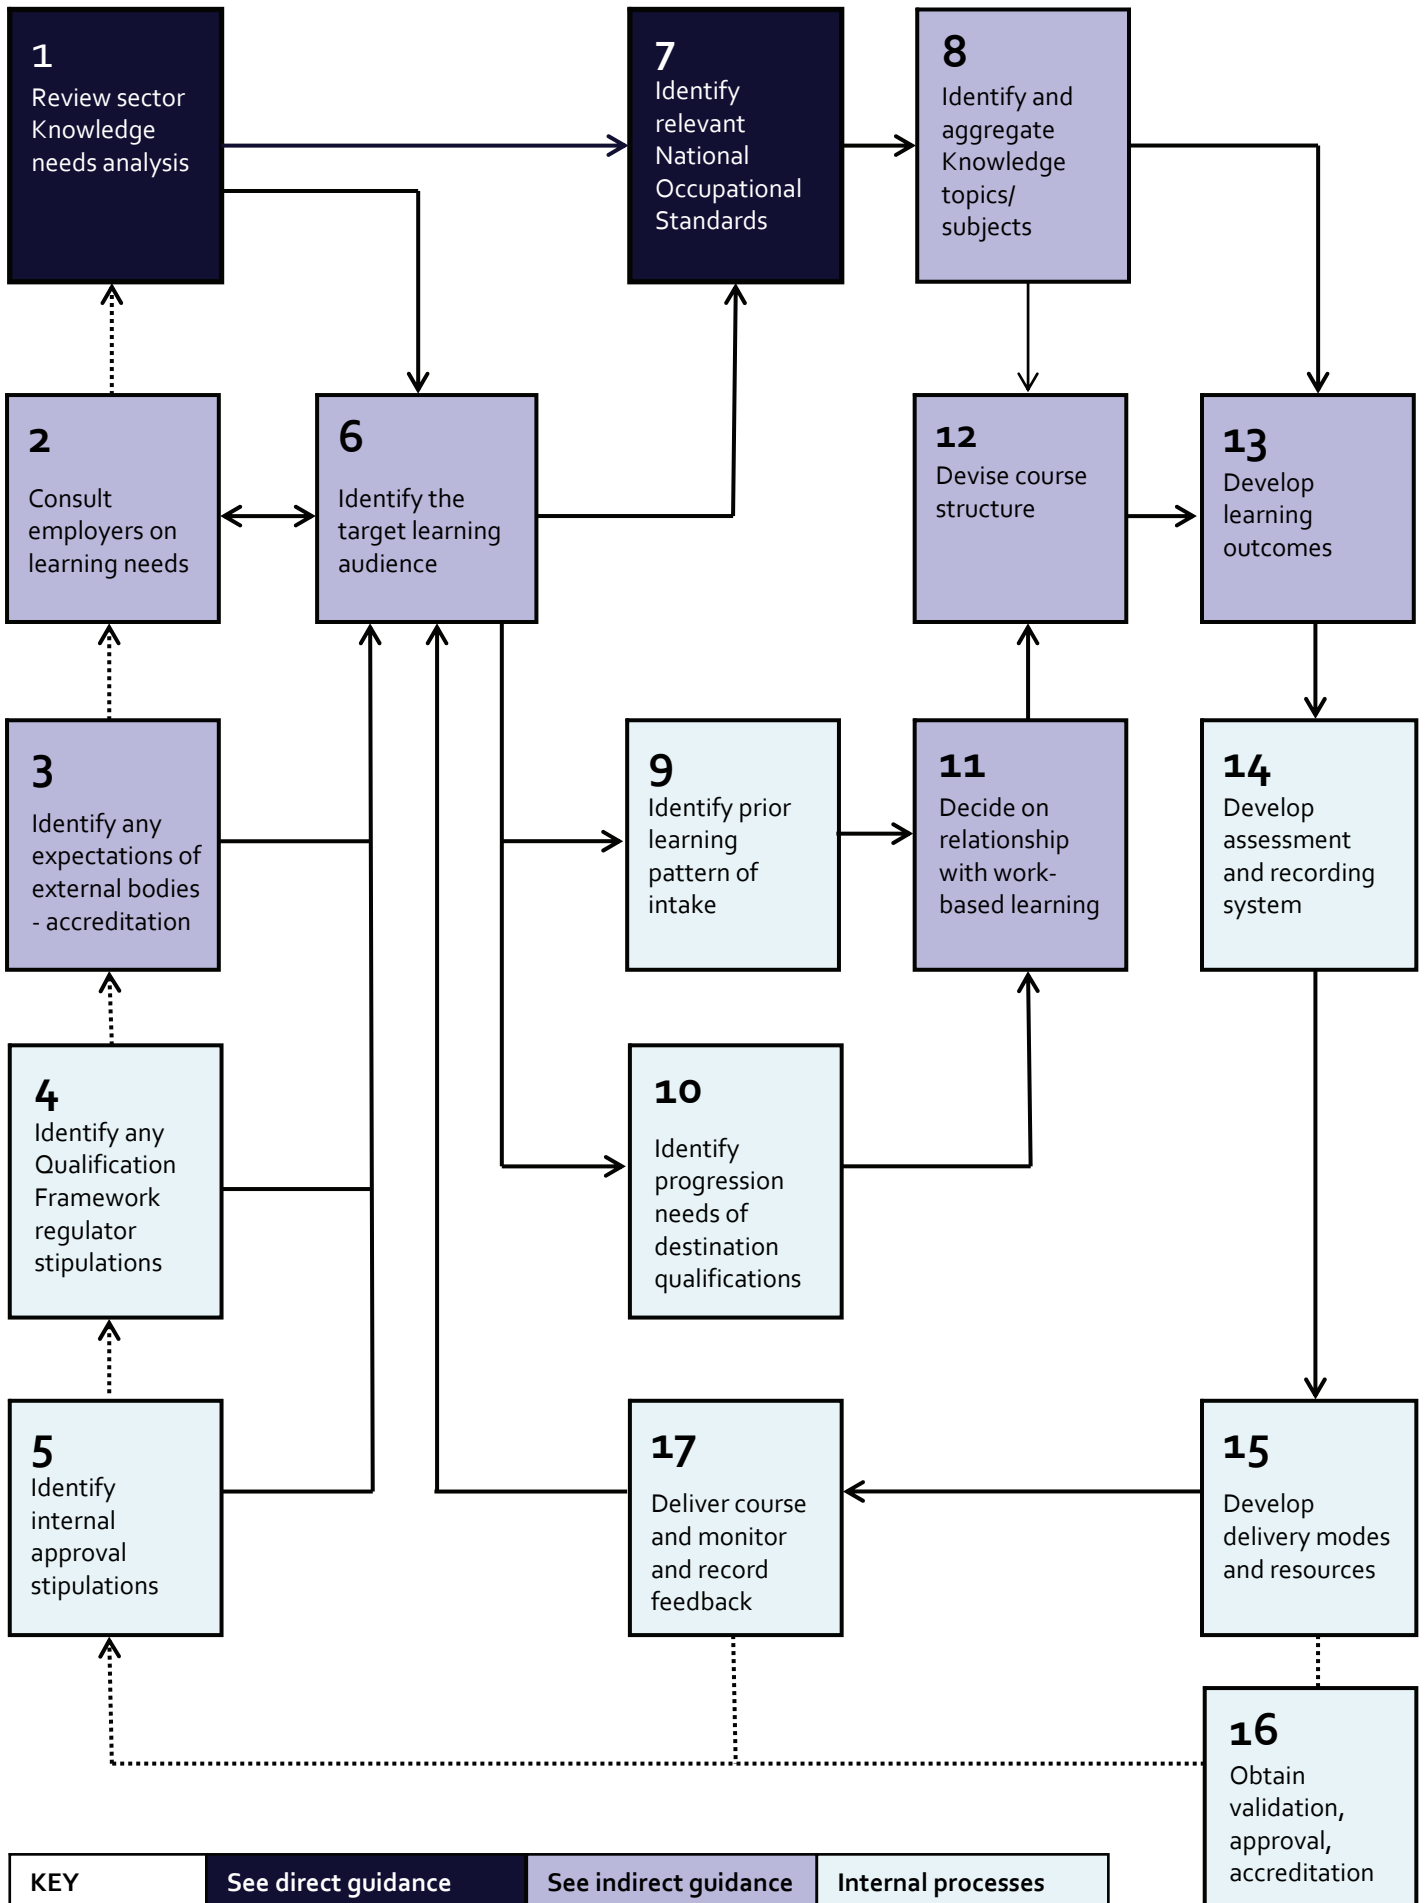 1
Review sector
Knowledge
needs analysis
7
Identify
relevant
National
Occupational
Standards
8
Identify and
aggregate
Knowledge
topics/
subjects
2
Consult
employers on
learning needs
6
Identify the
target learning
audience
12
Devise course
structure
13
Develop
learning
outcomes
3
Identify any
expectations of
external bodies
- accreditation
9
Identify prior
learning
pattern of
intake
11
Decide on
relationship
with work-
based learning
14
Develop
assessment
and recording
system
4
Identify any
Qualification
Framework
regulator
stipulations
10
Identify
progression
needs of
destination
qualifications
5
Identify
internal
approval
stipulations
17
Deliver course
and monitor
and record
feedback
15
Develop
delivery modes
and resources
16
Obtain
validation,
approval,
accreditation
KEY
See direct guidance
See indirect guidance
Internal processes